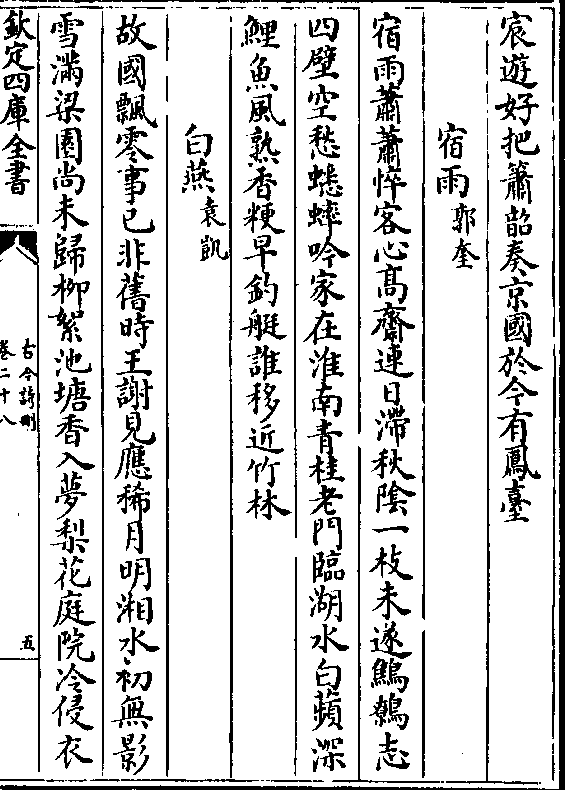 宸遊好把簫韶奏京國於今有鳳臺
宿雨郭奎
宿雨蕭蕭悴客心髙齋連日滯秋陰一枝未遂鷦鷯志
四壁空愁蟋蟀吟家在淮南青桂老門臨湖水白蘋深
鯉魚風熟香粳早釣艇誰移近竹林
白燕袁凱
故國飄零事已非舊時王謝見應稀月明湘水初無影
雪滿梁園尚未歸柳絮池塘香入夢梨花庭院冷侵衣
欽定四庫全書
古今詩刪
卷二十八
五